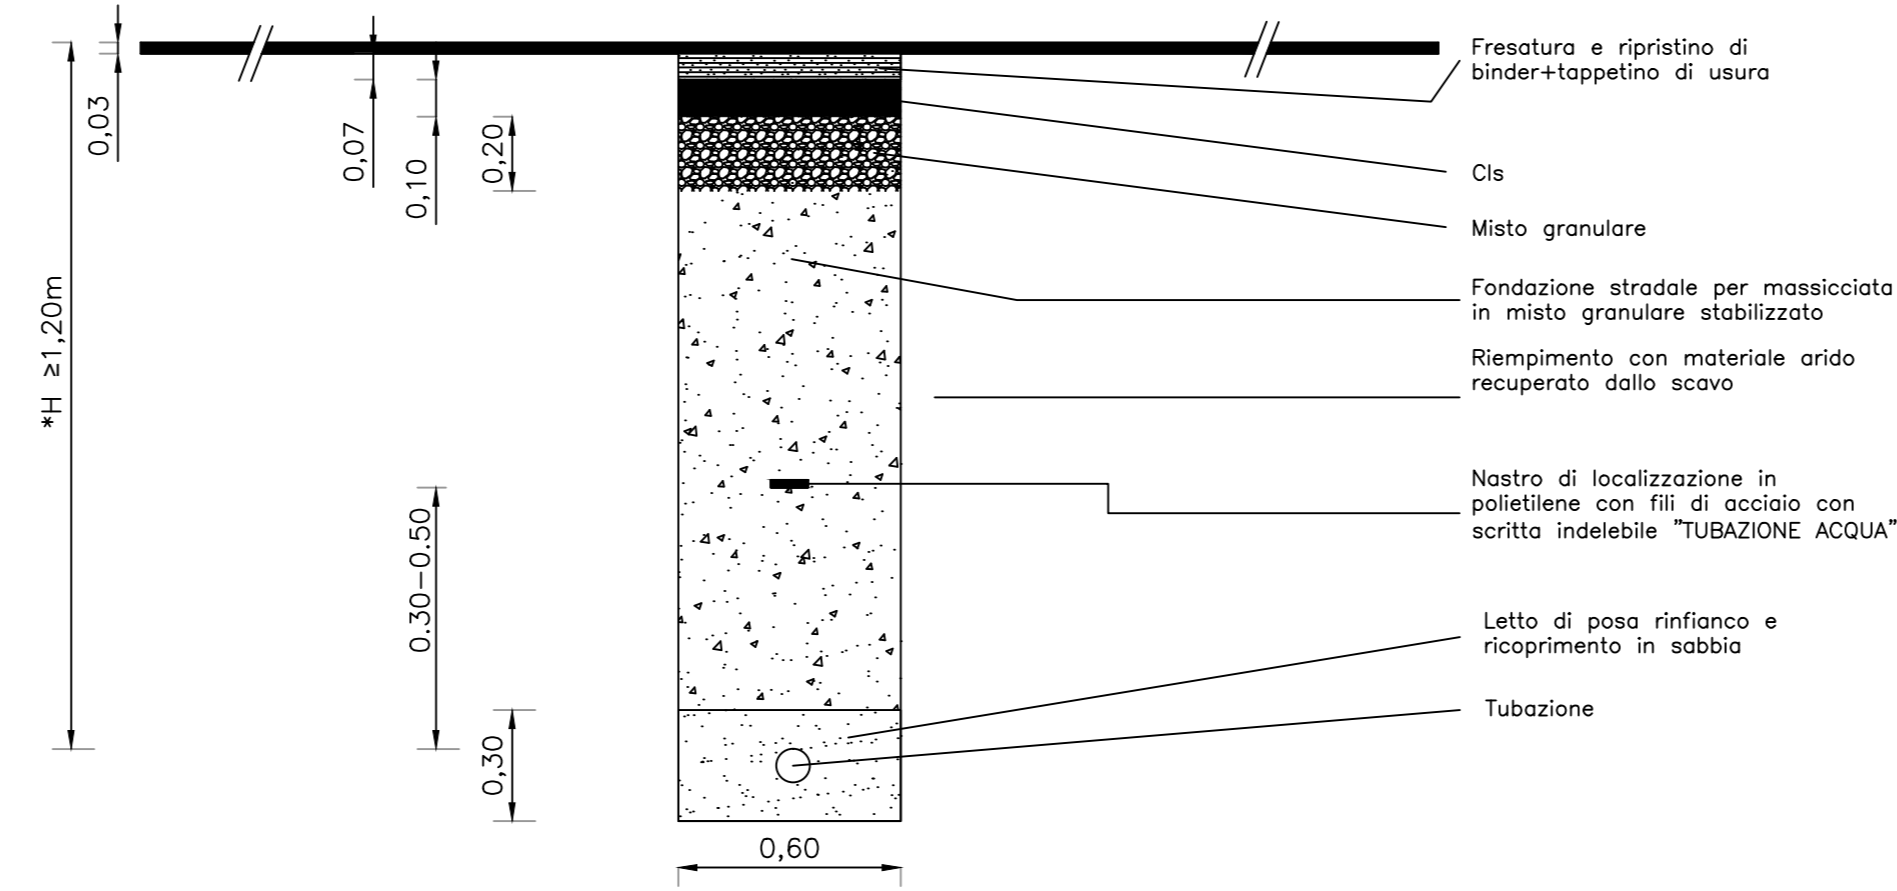 0,03
0,07
0,10
0,20
*H ≥1,20m
0.30-0.50
0,30
0,60
Fresatura e ripristino di
binder+tappetino di usura
Cls
Misto granulare
Fondazione stradale per massicciata
in misto granulare stabilizzato
Riempimento con materiale arido
recuperato dallo scavo
Nastro di localizzazione in
polietilene con fili di acciaio con
scritta indelebile "TUBAZIONE ACQUA"
Letto di posa rinfianco e
ricoprimento in sabbia
Tubazione